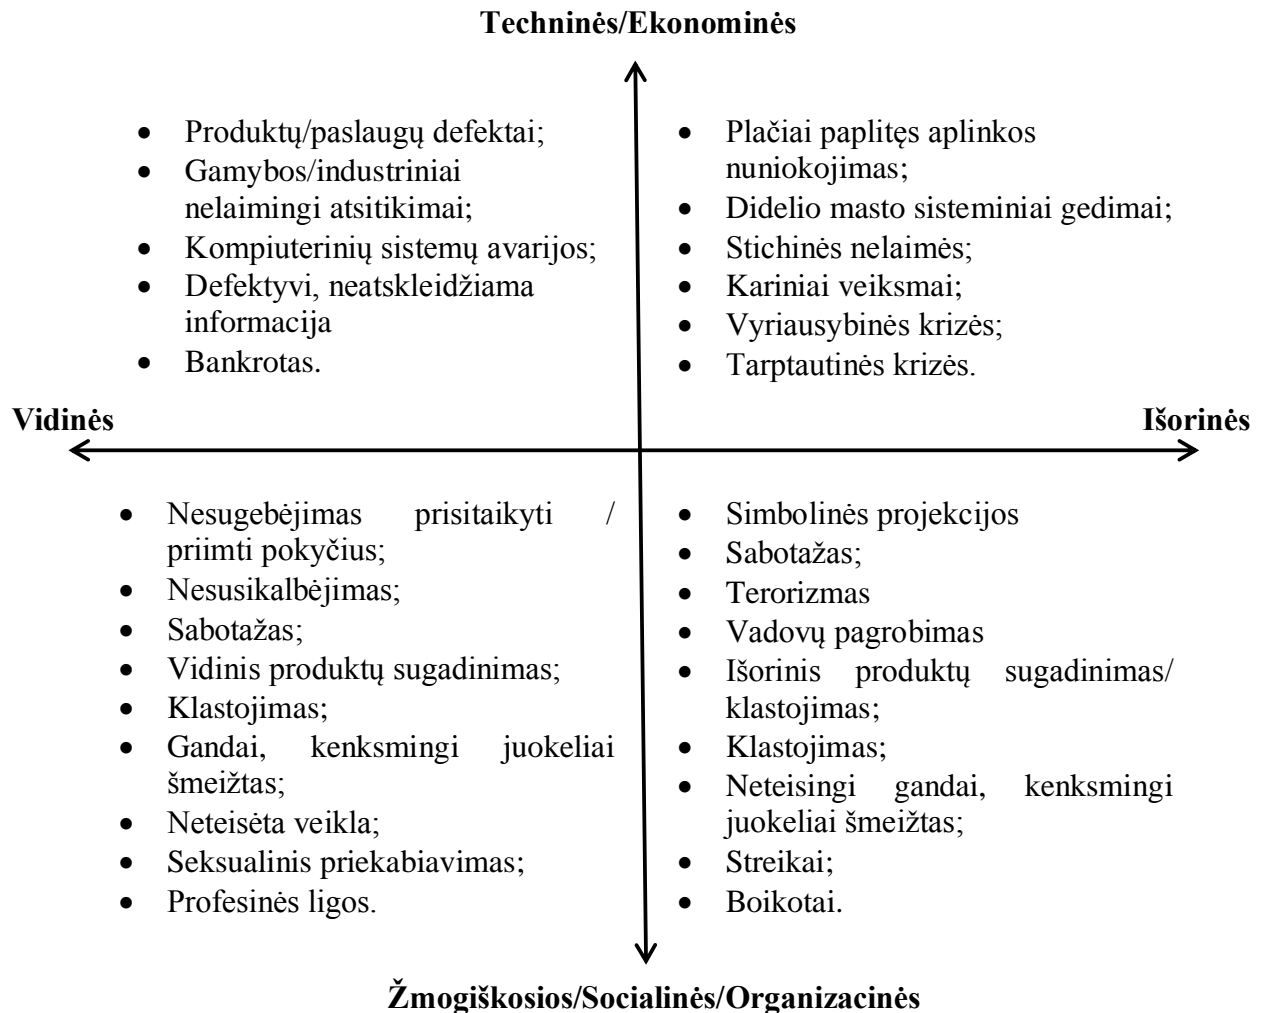 Techninės/Ekonominės
• Produktų/paslaugų defektai;
• Gamybos/industriniai
nelaimingi atsitikimai;
• Kompiuterinių sistemų avarijos;
• Defektyvi, neatskleidžiama
informacija
• Bankrotas.
• Plačiai paplitęs aplinkos
nuniokojimas;
• Didelio masto sisteminiai gedimai;
• Stichinės nelaimės;
• Kariniai veiksmai;
• Vyriausybinės krizės;
• Tarptautinės krizės.
Vidinės
Išorinės
• Nesugebėjimas prisitaikyti /
priimti pokyčius;
• Nesusikalbėjimas;
• Sabotažas;
• Vidinis produktų sugadinimas;
• Klastojimas;
• Gandai, kenksmingi juokeliai
šmeižtas;
• Neteisėta veikla;
• Seksualinis priekabiavimas;
• Profesinės ligos.
• Simbolinės projekcijos
• Sabotažas;
• Terorizmas
• Vadovų pagrobimas
• Išorinis produktų sugadinimas/
klastojimas;
• Klastojimas;
• Neteisingi gandai, kenksmingi
juokeliai šmeižtas;
• Streikai;
• Boikotai.
Žmogiškosios/Socialinės/Organizacinės